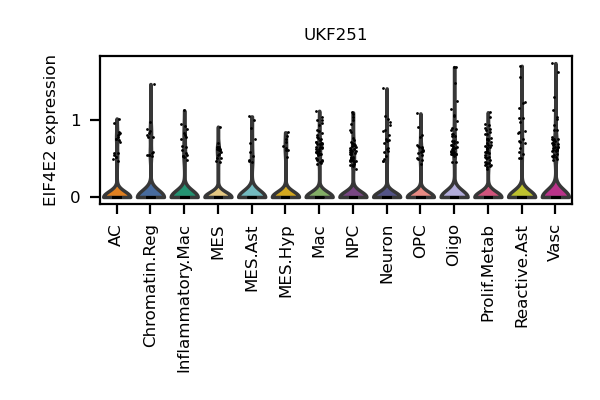 UKF251
EIF4E2 expression
1
0
AC
Chromatin.Reg
Inflammatory.Mac
MES
MES.Ast
MES.Hyp
Mac
NPC
Neuron
OPC
Oligo
Prolif.Metab
Reactive.Ast
Vasc